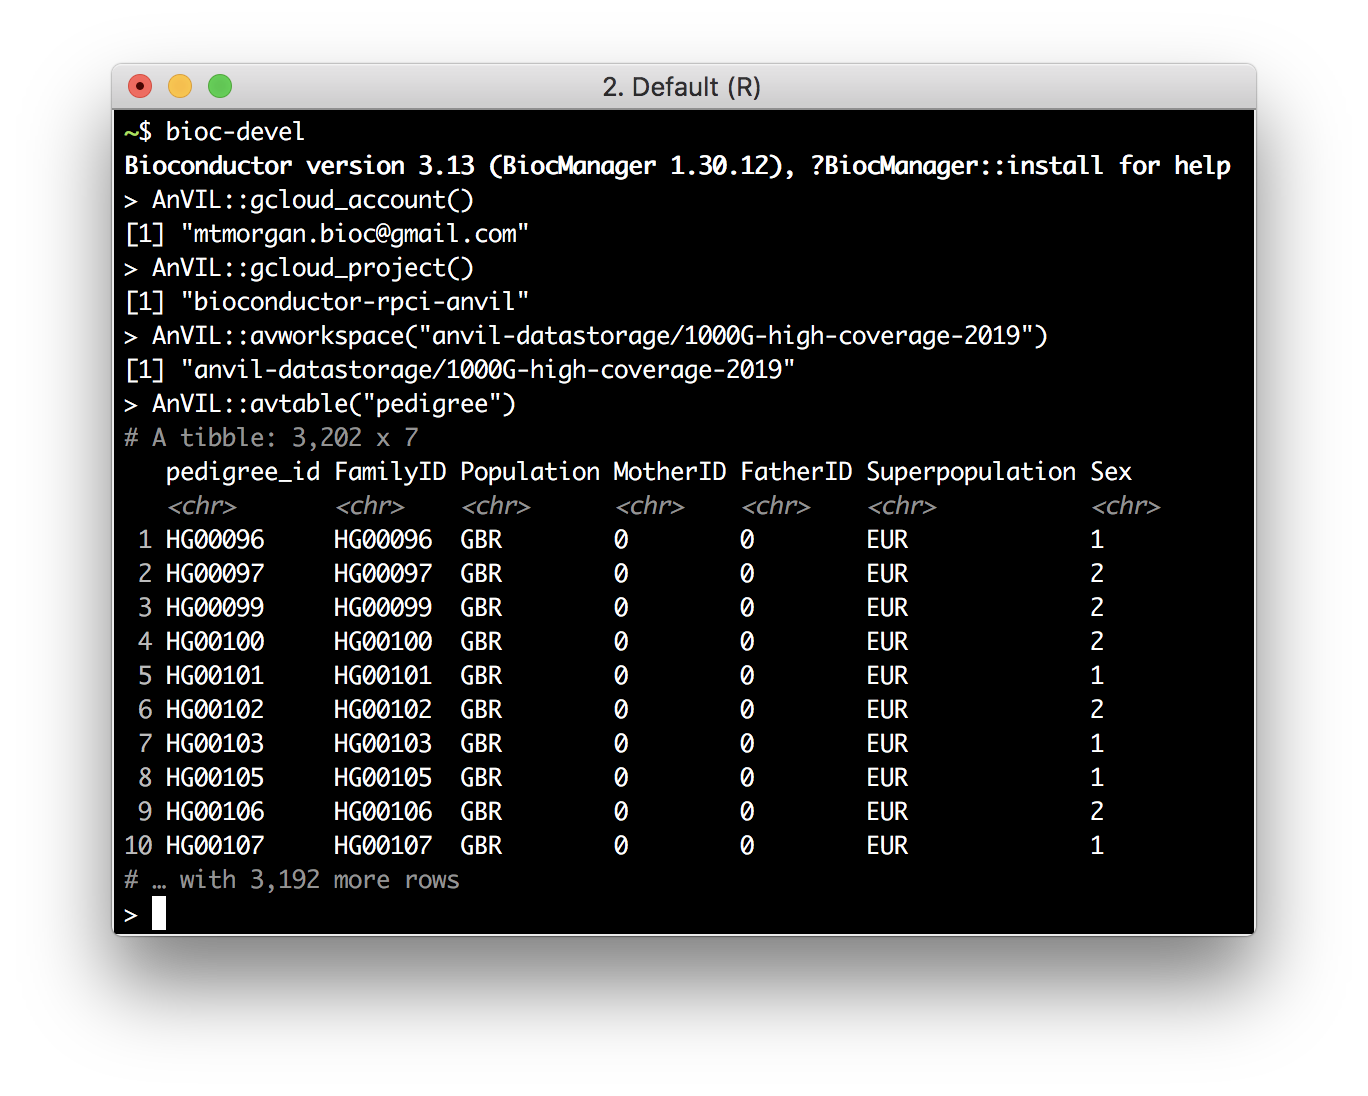 2. Default (R)
~$ bioc-devel
Bioconductor version 3.13 (BiocManager 1.30.12), ?BiocManager::install for help
> AnVIL::gcloud_account()
[1] "mtmorgan.bioc@gmail.com"
> AnVIL::gcloud_project()
[1] "bioconductor-rpci-anvil"
> AnVIL::avworkspace("anvil-datastorage/1000G-high-coverage-2019")
[1] "anvil-datastorage/1000G-high-coverage-2019"
> AnVIL::avtable("pedigree")
# A tibble: 3,202 x 7
   pedigree_id FamilyID Population MotherID FatherID Superpopulation Sex
   <chr>       <chr>    <chr>      <chr>    <chr>    <chr>           <chr>
 1 HG00096     HG00096  GBR        0        0        EUR             1
 2 HG00097     HG00097  GBR        0        0        EUR             2
 3 HG00099     HG00099  GBR        0        0        EUR             2
 4 HG00100     HG00100  GBR        0        0        EUR             2
 5 HG00101     HG00101  GBR        0        0        EUR             1
 6 HG00102     HG00102  GBR        0        0        EUR             2
 7 HG00103     HG00103  GBR        0        0        EUR             1
 8 HG00105     HG00105  GBR        0        0        EUR             1
 9 HG00106     HG00106  GBR        0        0        EUR             2
10 HG00107     HG00107  GBR        0        0        EUR             1
# … with 3,192 more rows
>